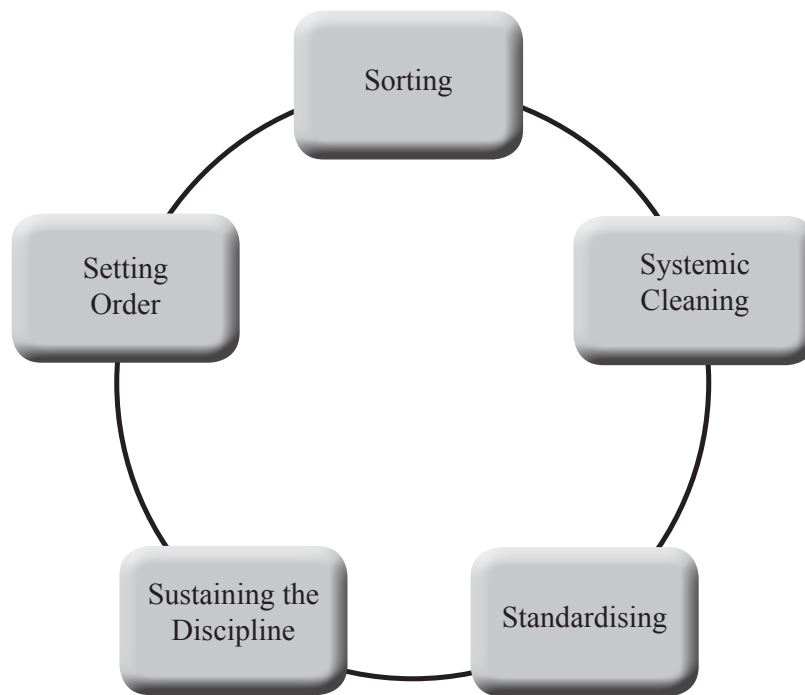 Sorting
Systemic
Cleaning
Standardising
Sustaining the
Discipline
Setting
Order